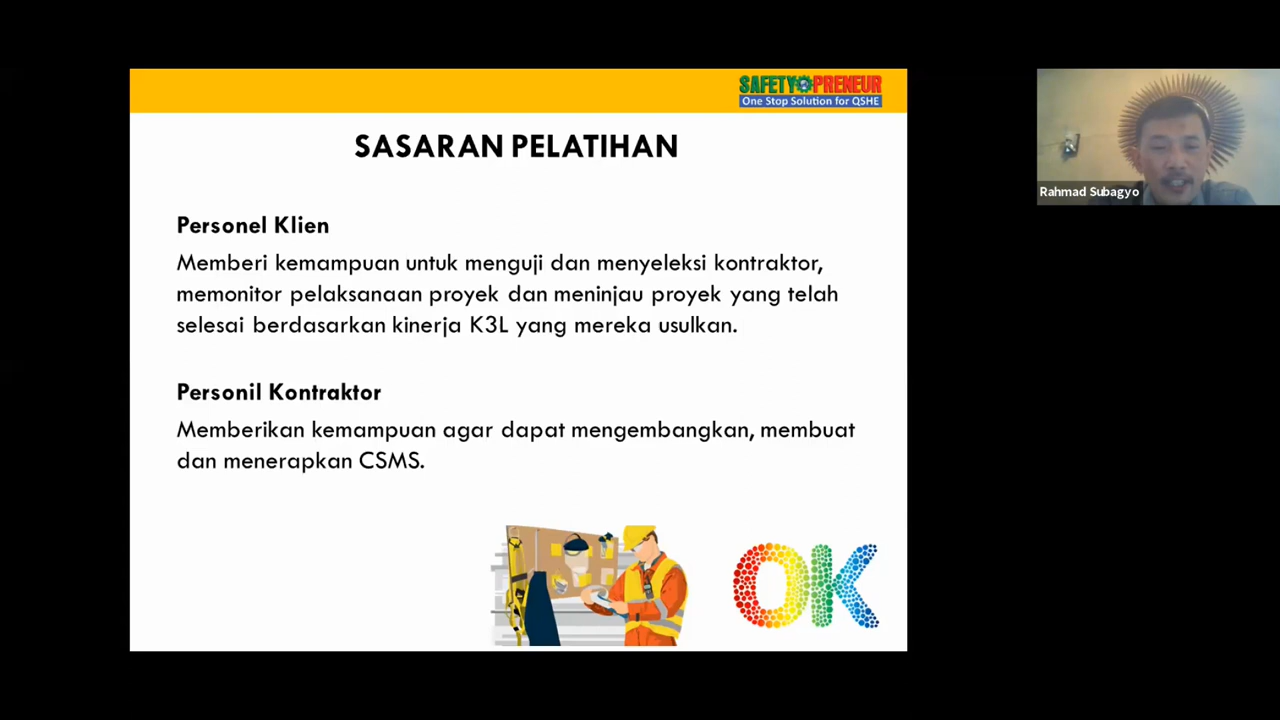 SAFETY PRENEUR
One Stop Solution for QSHE
SASARAN PELATIHAN
Rahmad Subagyo
Personel Klien
Memberi kemampuan untuk menguji dan menyeleksi kontraktor,
memonitor pelaksanaan proyek dan meninjau proyek yang telah
selesai berdasarkan kinerja K3L yang mereka usulkan.
Personil Kontraktor
Memberikan kemampuan agar dapat mengembangkan, membuat
dan menerapkan CSMS.
OK